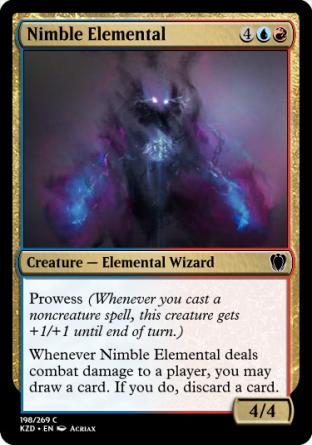 Nimble Elemental 4
Creature — Elemental Wizard
Prowess (Whenever you cast a
noncreature spell, this creature gets
+1/+1 until end of turn.)
Whenever Nimble Elemental deals
combat damage to a player, you may
draw a card. If you do, discard a card.
4/4
198/269 C
KZD • EN ACRIAX